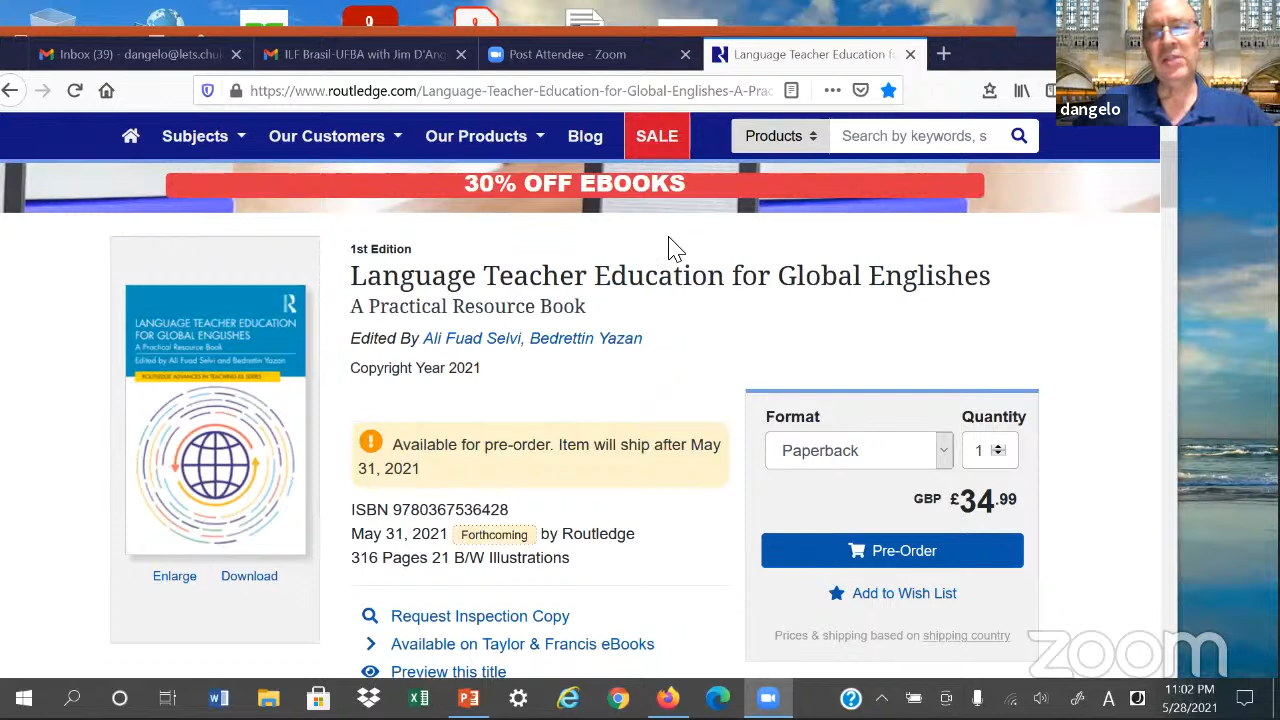 Inbox (39) - dangelo@lets.chu
ILF Brasil-UFBA with Jim D'A
Post Attendee - Zoom
Language Teacher Education fo
dangelo
https://www.routledge.com/Language-Teacher-Education-for-Global-Englishes-A-Prac
Subjects
Our Customers
Our Products
Blog
SALE
Products
Search by keywords, s
30% OFF EBOOKS
1st Edition
Language Teacher Education for Global Englishes
A Practical Resource Book
Edited By Ali Fuad Selvi, Bedrettin Yazan
Copyright Year 2021
R
LANGUAGE TEACHER EDUCATION
FOR GLOBAL ENGLISHES
A Practical Resource Book
Edited by Ali Fuad Selvi and Bedrettin Yazan
Enlarge
Download
Available for pre-order. Item will ship after May
31, 2021
ISBN 9780367536428
May 31, 2021 Forthcoming by Routledge
316 Pages 21 B/W Illustrations
Request Inspection Copy
Available on Taylor & Francis eBooks
Preview this title
Format
Quantity
Paperback
1
GBP £34.99
Pre-Order
Add to Wish List
Prices & shipping based on shipping country
zoom
11:02 PM
5/28/2021
A